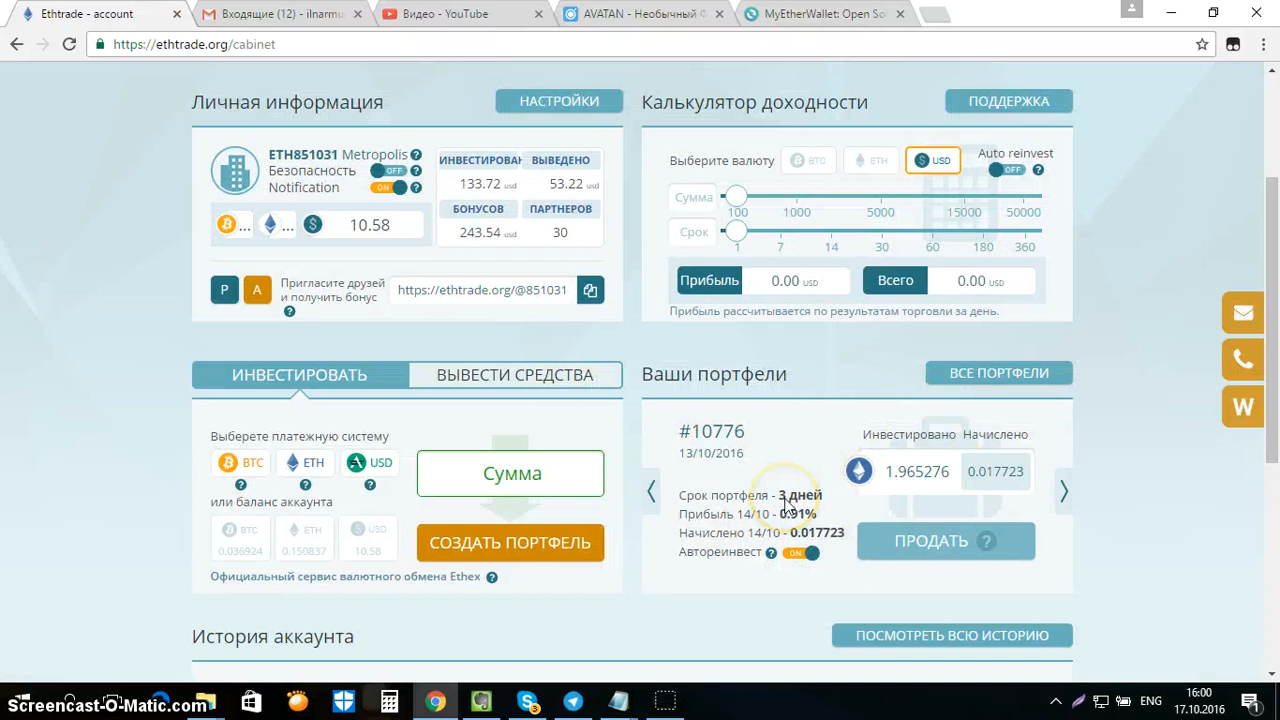 Ethtrade - account
Входящие (12) - ilnarmu
Видео - YouTube
AVATAN - Необычный Ф
MyEtherWallet: Open So
https://ethtrade.org/cabinet
Личная информация
НАСТРОЙКИ
ETH851031 Metropolis
Безопасность OFF
Notification ON
ИНВЕСТИРОВАН ВЫВЕДЕНО
133.72 usd 53.22 usd
БОНУСОВ ПАРТНЕРОВ
243.54 usd 30
... ... 10.58
P A
Пригласите друзей
и получить бонус
?
https://ethtrade.org/@851031
Калькулятор доходности
ПОДДЕРЖКА
Выберите валюту BTC ETH USD
Auto reinvest
OFF ?
Сумма
100 1000 5000 15000 50000
Срок
1 7 14 30 60 180 360
Прибыль 0.00 USD Всего 0.00 USD
Прибыль рассчитывается по результатам торговли за день.
ИНВЕСТИРОВАТЬ ВЫВЕСТИ СРЕДСТВА
Выберете платежную систему
BTC ETH USD
? ? ?
или баланс аккаунта
BTC ETH USD
0.036924 0.150837 10.58
Сумма
СОЗДАТЬ ПОРТФЕЛЬ
Официальный сервис валютного обмена Ethex ?
Ваши портфели
ВСЕ ПОРТФЕЛИ
#10776
13/10/2016
Инвестировано Начислено
1.965276 0.017723
Срок портфеля - 3 дней
Прибыль 14/10 - 0.91%
Начислено 14/10 - 0.017723
Автореинвест ? ON
ПРОДАТЬ ?
W
История аккаунта
ПОСМОТРЕТЬ ВСЮ ИСТОРИЮ
Screencast-O-Matic.com
3
ENG
16:00
17.10.2016
1